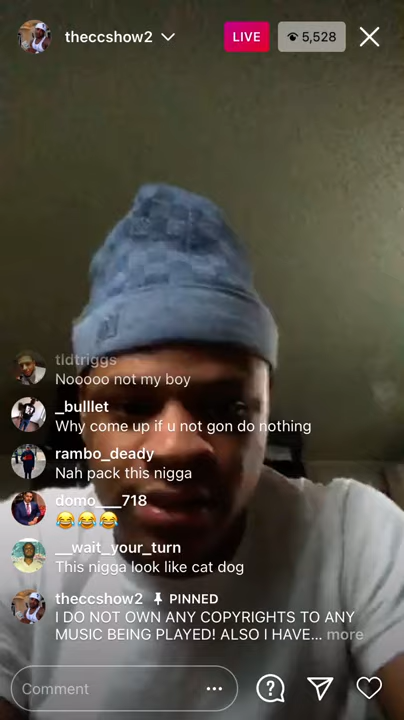 theccshow2
LIVE
5,528
tidtriggs
Nooooo not my boy
_bulllet
Why come up if u not gon do nothing
rambo_deady
Nah pack this nigga
domo___718
😂😂😂
__wait_your_turn
This nigga look like cat dog
theccshow2 PINNED
I DO NOT OWN ANY COPYRIGHTS TO ANY
MUSIC BEING PLAYED! ALSO I HAVE... more
Comment